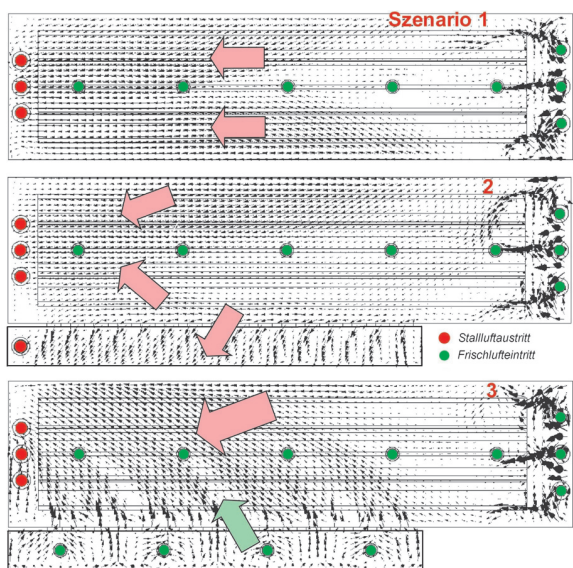 Szenario 1
2
Stallluftaustritt
Frischlufteintritt
3